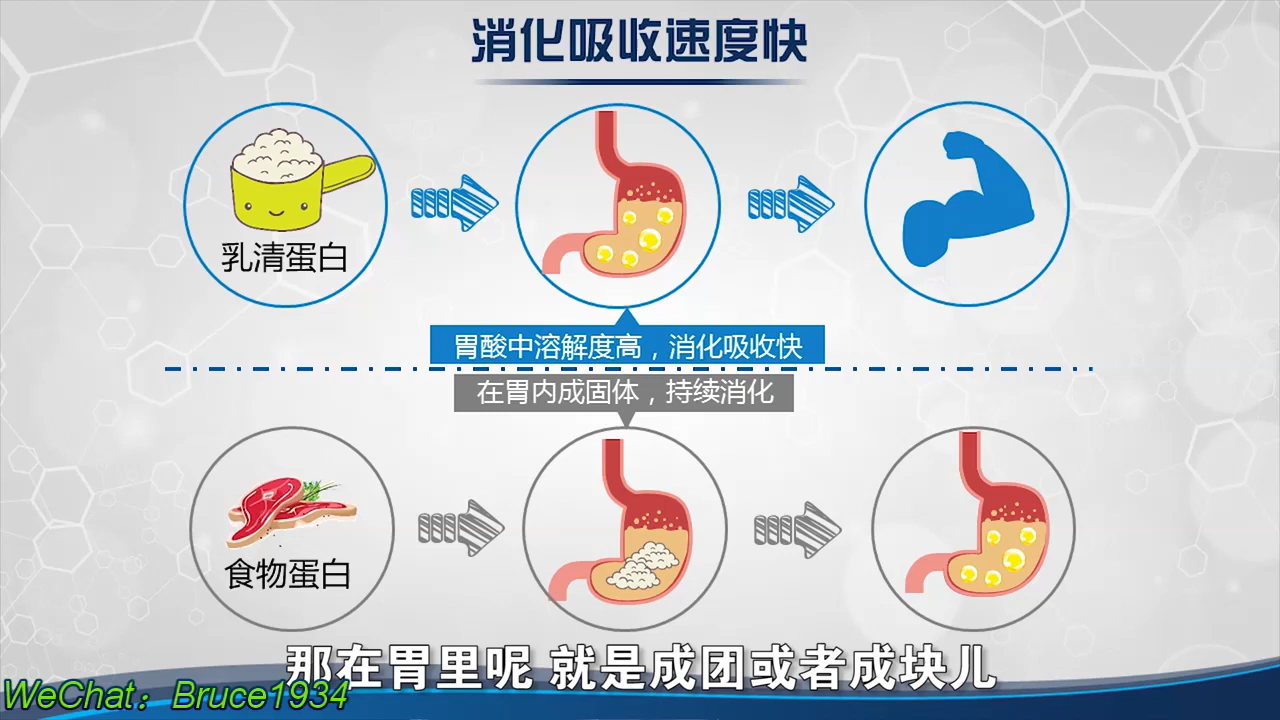 消化吸收速度快
乳清蛋白
胃酸中溶解度高，消化吸收快
在胃内成固体，持续消化
食物蛋白
那在胃里呢 就是成团或者成块儿
WeChat：Bruce1934